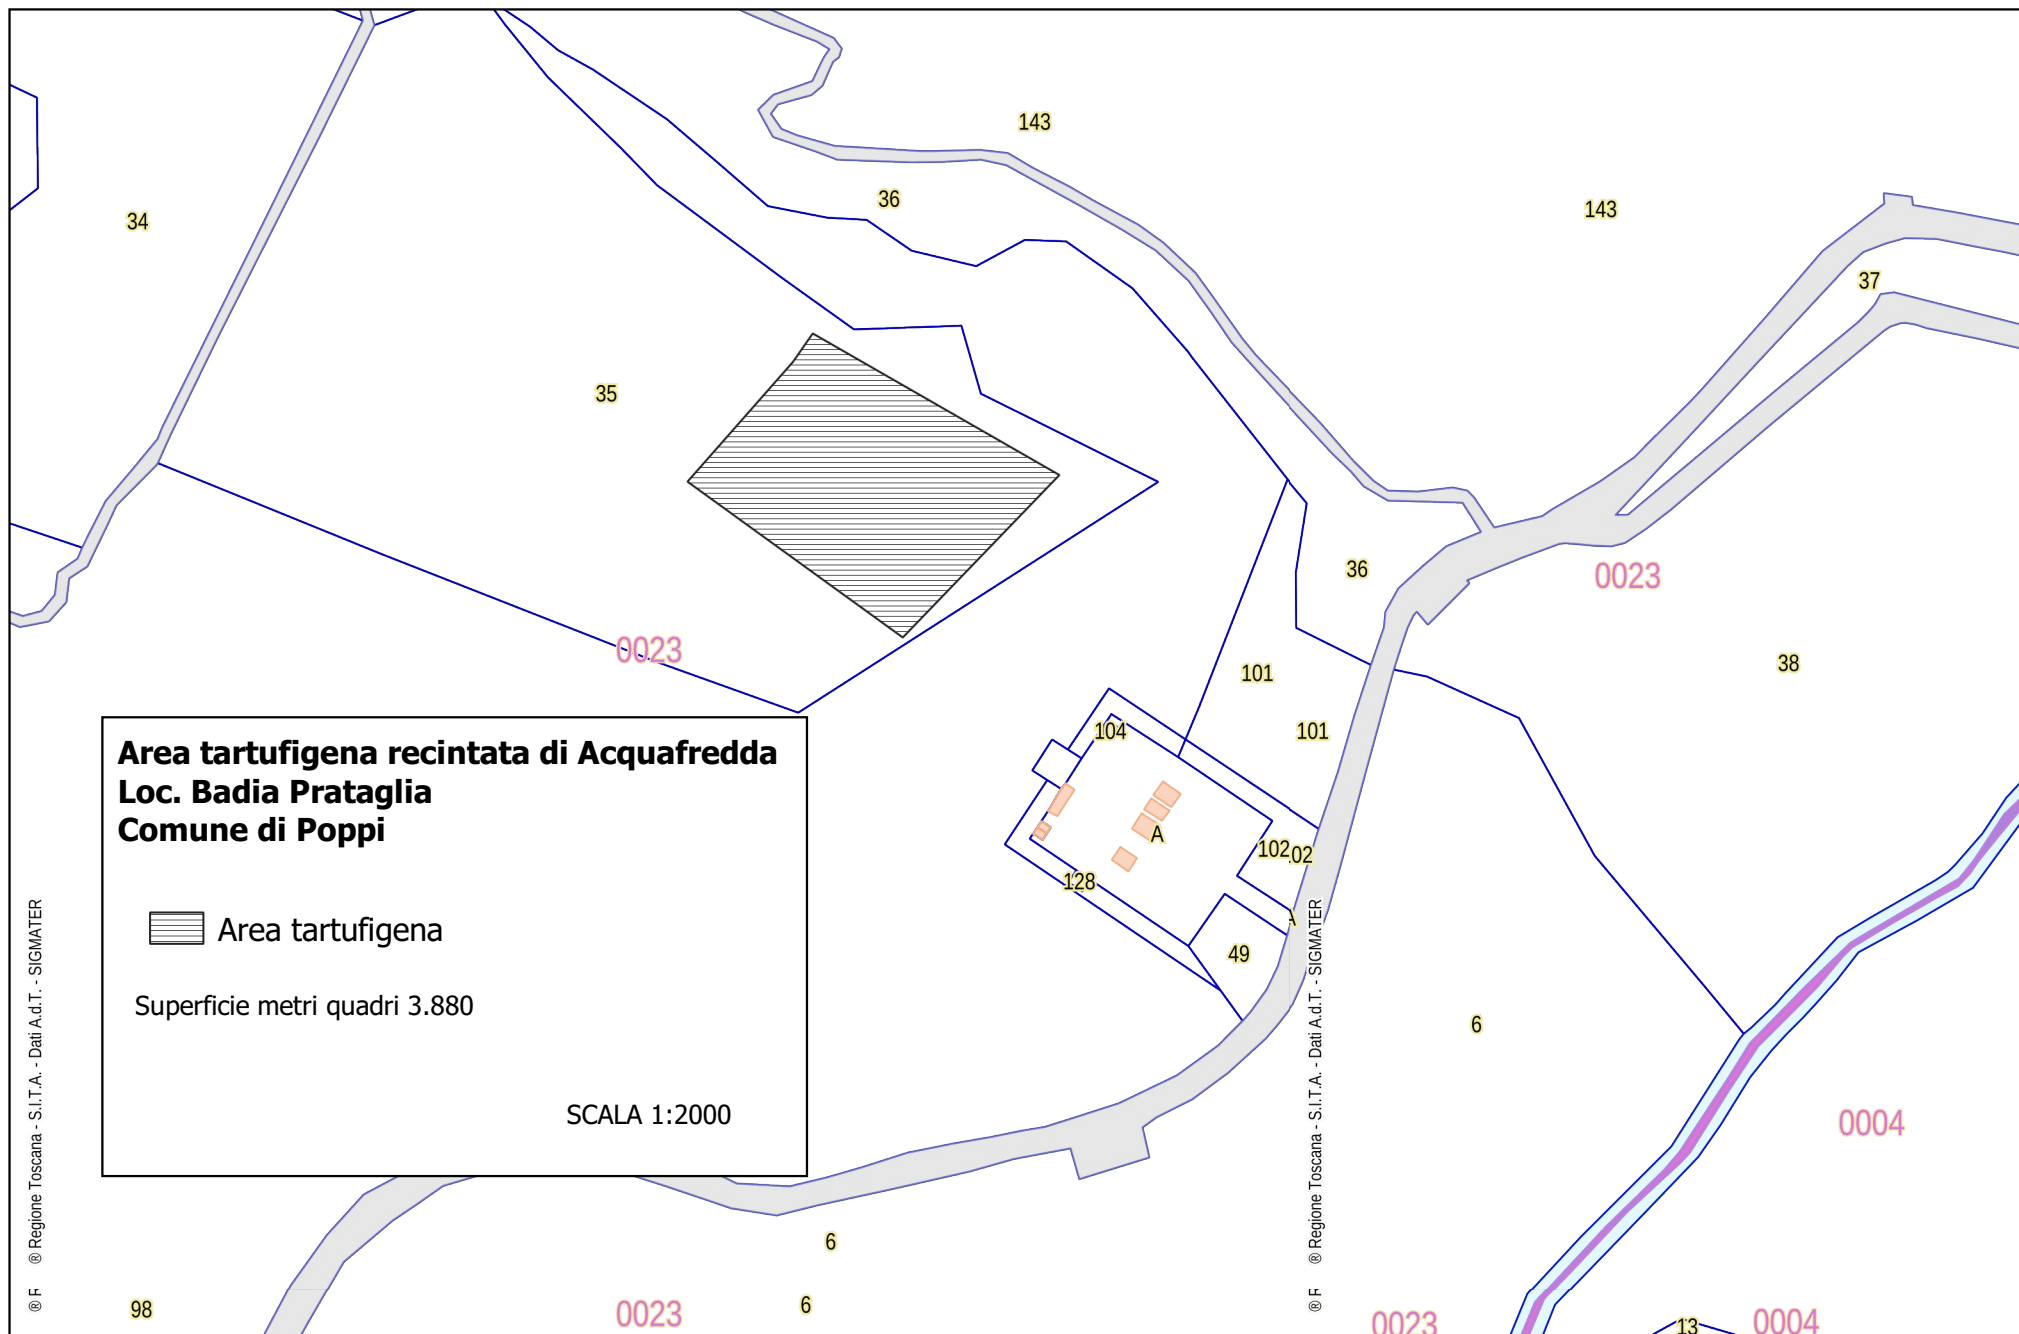 143
36
34
143
37
35
36
0023
0023
38
101
101
104
Area tartufigena recintata di Acquafredda
Loc. Badia Prataglia
Comune di Poppi
A
102
02
128
A
49
Area tartufigena
Superficie metri quadri 3.880
6
SCALA 1:2000
0004
6
98
0023
6
0023
13
0004
® F ® Regione Toscana - S.I.T.A. - Dati A.d.T. - SIGMATER
® F ® Regione Toscana - S.I.T.A. - Dati A.d.T. - SIGMATER